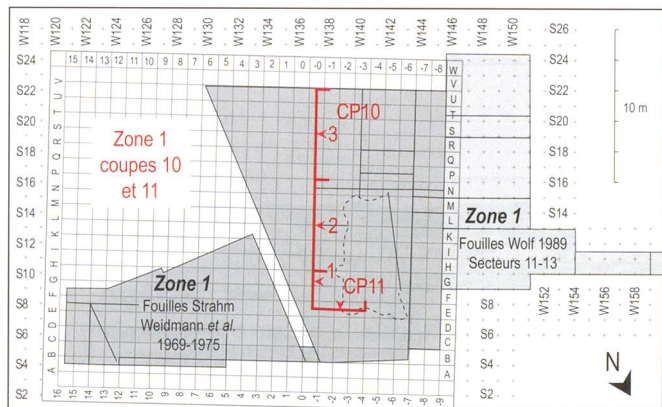 W118 W120 W122 W124 W126 W128 W130 W132 W134 W136 W138 W140 W142 W144 W146 W148 W150
S24 15 14 13 12 11 10 9 8 7 6 5 4 3 2 1 -0 -1 -2 -3 -4 -5 -6 -7 -8 W S26
V V S24
S22 U U S22
T T
S20 S S S20
R R
S18 Q Q S18
P P
S16 N N S16
M M
S14 L L S14
K K
S12 I I
H H
S10 G G
F F
S8 E E S8
D D
S6 C C S6
B B
S4 A A S4
S2 16 15 14 13 12 11 10 9 8 7 6 5 4 3 2 1 0 -1 -2 -3 -4 -5 -6 -7 -8 -9 S2
10 m
CP10
3
Zone 1
coupes 10
et 11
2
1
CP11
Zone 1
Fouilles Wolf 1989
Secteurs 11-13
W152 W154 W156 W158
Zone 1
Fouilles Strahm
Weidmann et al.
1969-1975
N